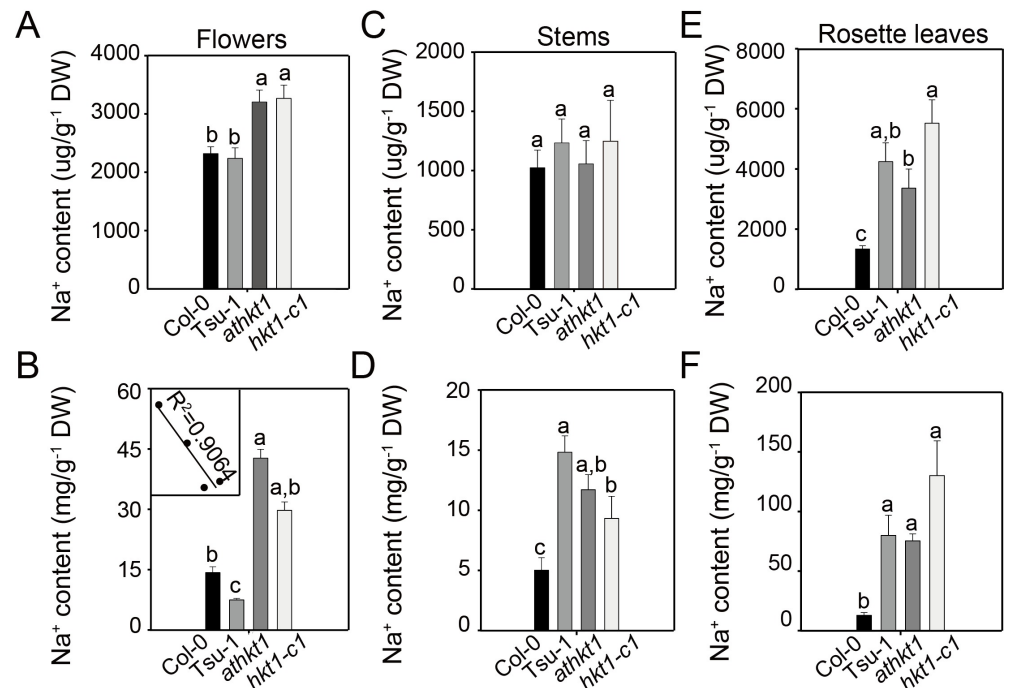 A
Flowers
Na⁺ content (ug/g⁻¹ DW)
4000
3000
2000
1000
0
b
b
a
a
Col-0
Tsu-1
athkt1
hkt1-c1
C
Stems
Na⁺ content (ug/g⁻¹ DW)
2000
1500
1000
500
0
a
a
a
a
Col-0
Tsu-1
athkt1
hkt1-c1
E
Rosette leaves
Na⁺ content (ug/g⁻¹ DW)
8000
6000
4000
2000
0
c
a,b
b
a
Col-0
Tsu-1
athkt1
hkt1-c1
B
Na⁺ content (mg/g⁻¹ DW)
60
45
30
15
0
R²=0.9064
b
c
a
a,b
Col-0
Tsu-1
athkt1
hkt1-c1
D
Na⁺ content (mg/g⁻¹ DW)
20
15
10
5
0
c
a
a,b
b
Col-0
Tsu-1
athkt1
hkt1-c1
F
Na⁺ content (mg/g⁻¹ DW)
200
150
100
50
0
b
a
a
a
Col-0
Tsu-1
athkt1
hkt1-c1